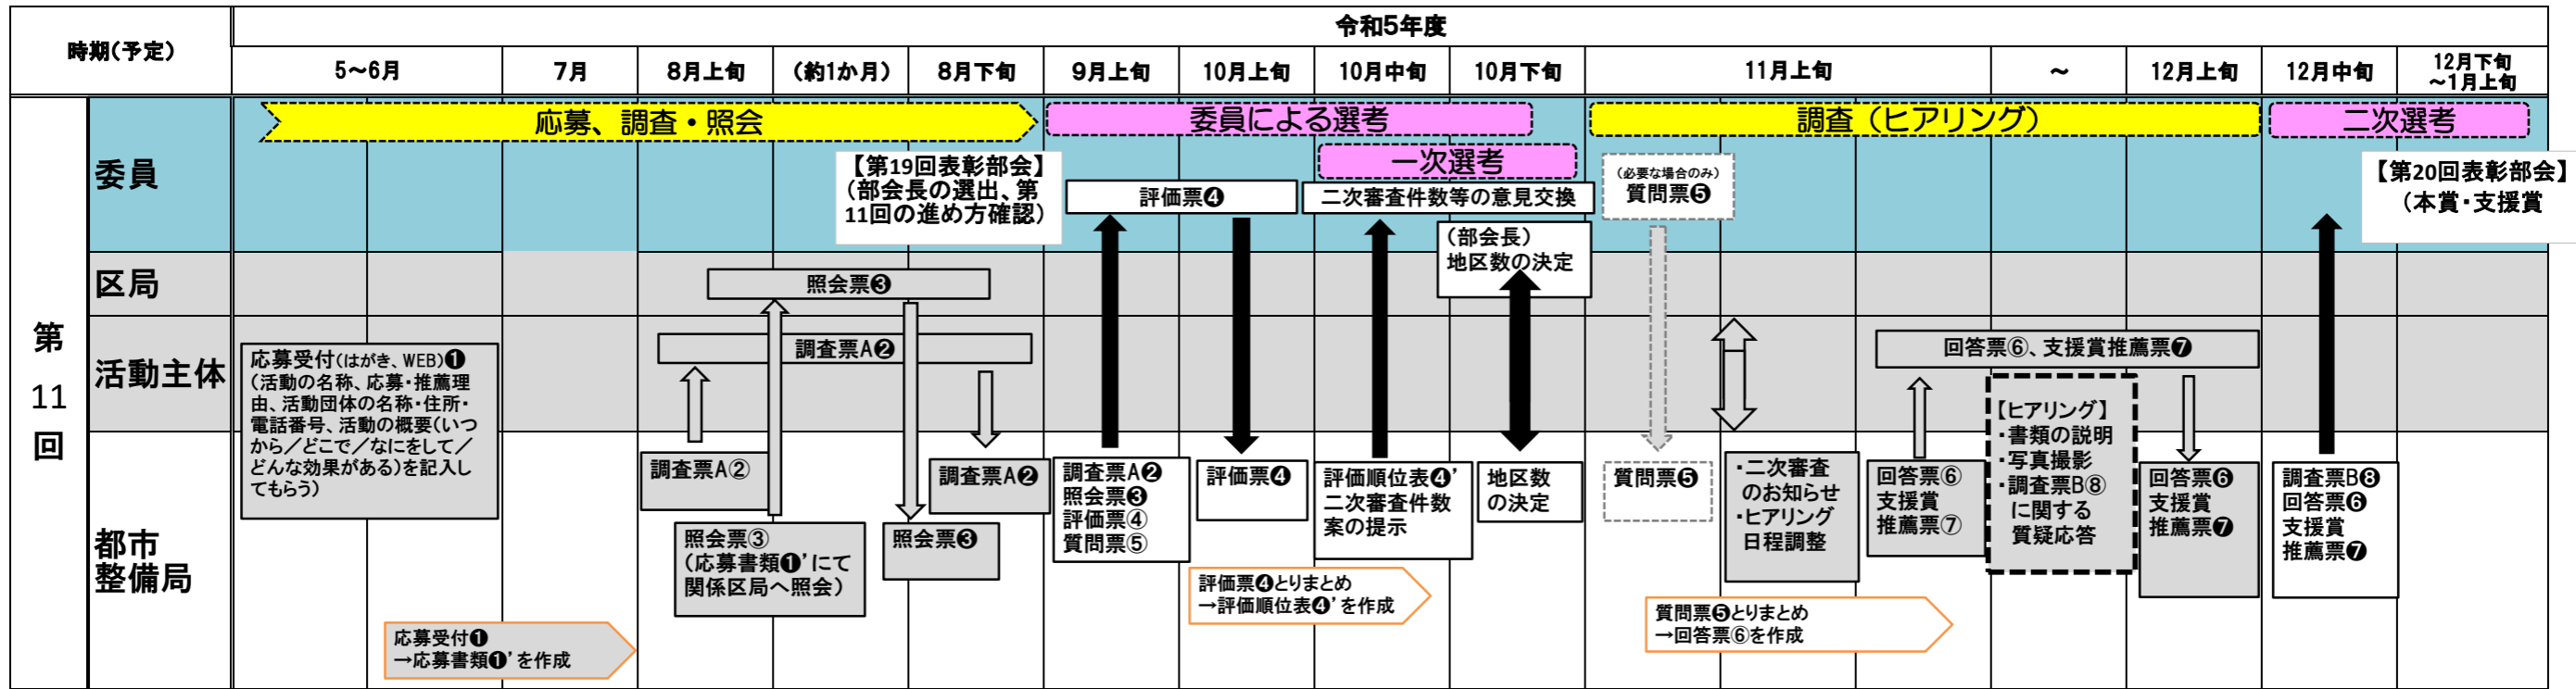 時期（予定）
令和5年度
5～6月
7月
8月上旬
（約1か月）
8月下旬
9月上旬
10月上旬
10月中旬
10月下旬
11月上旬
～
12月上旬
12月中旬
12月下旬
～1月上旬
第
11
回
委員
応募、調査・照会
委員による選考
調査（ヒアリング）
二次選考
一次選考
【第19回表彰部会】
（部会長の選出、第
11回の進め方確認）
評価票❹
二次審査件数等の意見交換
（必要な場合のみ）
質問票❺
【第20回表彰部会】
（本賞・支援賞
（部会長）
地区数の決定
区局
照会票❸
活動主体
調査票A❷
回答票⑥、支援賞推薦票❼
応募受付（はがき、WEB）❶
（活動の名称、応募・推薦理
由、活動団体の名称・住所・
電話番号、活動の概要（いつ
から／どこで／なにをして／
どんな効果がある）を記入し
てもらう）
【ヒアリング】
・書類の説明
・写真撮影
・調査票B⑧
に関する
質疑応答
都市
整備局
調査票A②
照会票③
（応募書類❶’にて
関係区局へ照会）
調査票A❷
照会票❸
調査票A❷
照会票❸
評価票④
質問票⑤
評価票❹
評価順位表❹’
二次審査件数
案の提示
地区数
の決定
質問票❺
・二次審査
のお知らせ
・ヒアリング
日程調整
回答票⑥
支援賞
推薦票⑦
回答票❻
支援賞
推薦票❼
調査票B❽
回答票❻
支援賞
推薦票❼
応募受付❶
→応募書類❶’を作成
評価票❹とりまとめ
→評価順位表❹’を作成
質問票❺とりまとめ
→回答票⑥を作成